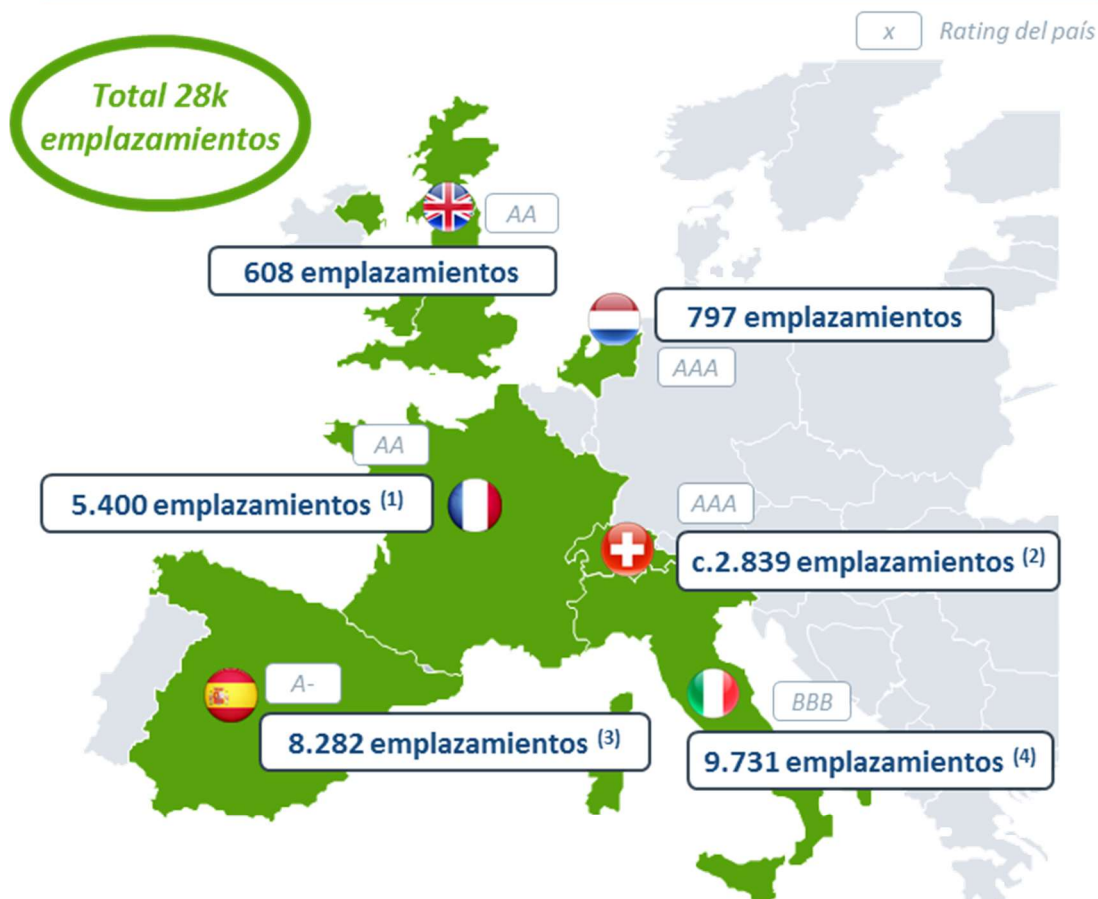 x Rating del país
Total 28k
emplazamientos
AA
608 emplazamientos
797 emplazamientos
AAA
AA
5.400 emplazamientos (1)
AAA
c.2.839 emplazamientos (2)
A-
8.282 emplazamientos (3)
BBB
9.731 emplazamientos (4)